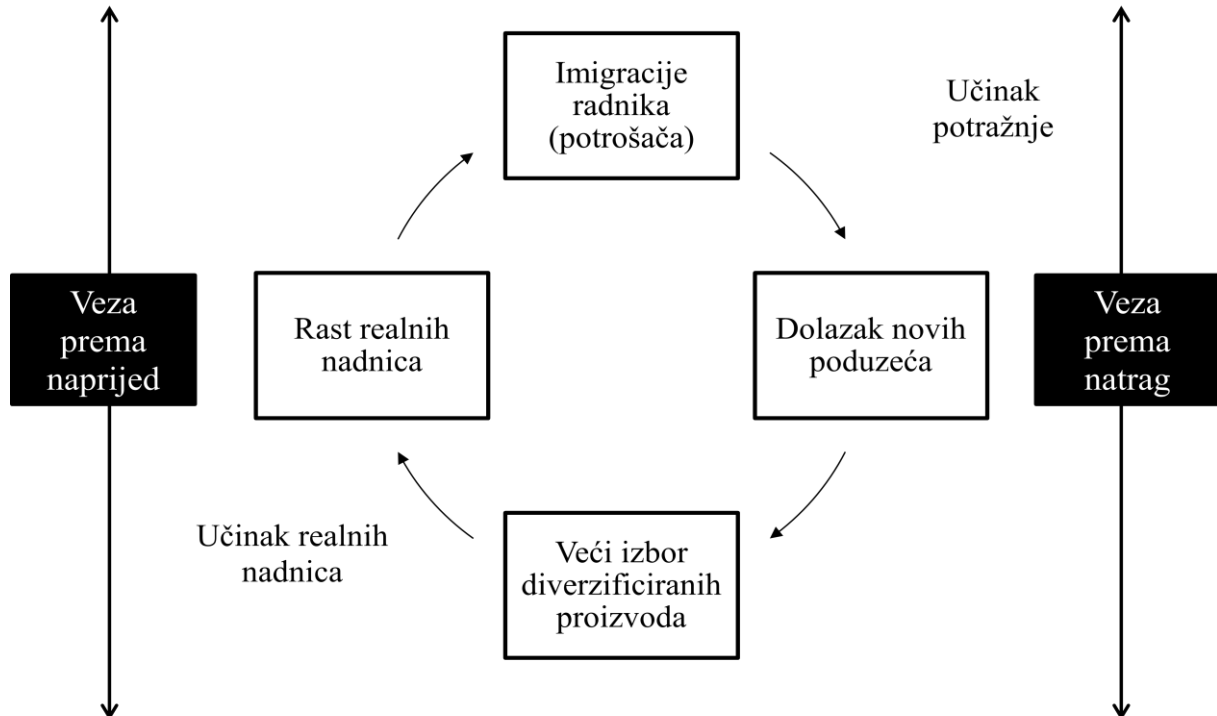 Imigracije
radnika
(potrošača)
Učinak
potražnje
Veza
prema
naprijed
Rast realnih
nadnica
Dolazak novih
poduzeća
Veza
prema
natrag
Učinak realnih
nadnica
Veći izbor
diverzificiranih
proizvoda